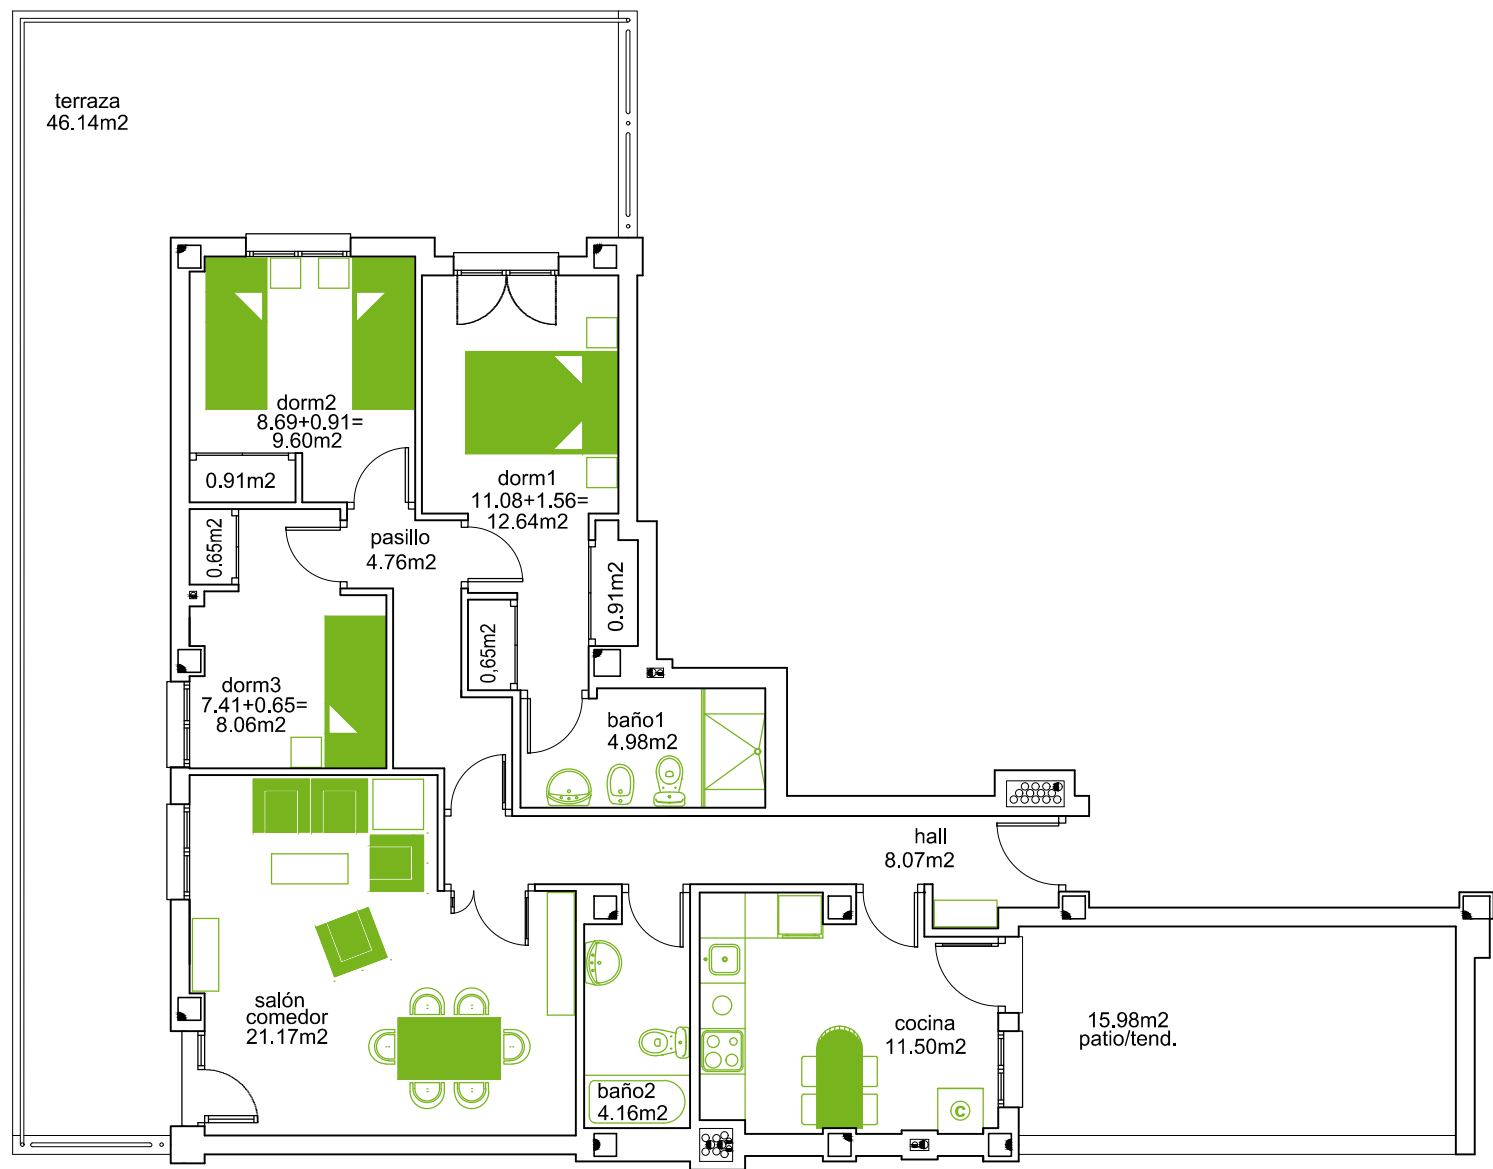 terraza
46.14m2
dorm2
8.69+0.91=
9.60m2
0.91m2
dorm1
11.08+1.56=
12.64m2
0.65m2
pasillo
4.76m2
0.91m2
0,65m2
dorm3
7.41+0.65=
8.06m2
baño1
4.98m2
hall
8.07m2
salón
comedor
21.17m2
cocina
11.50m2
15.98m2
patio/tend.
baño2
4.16m2
C